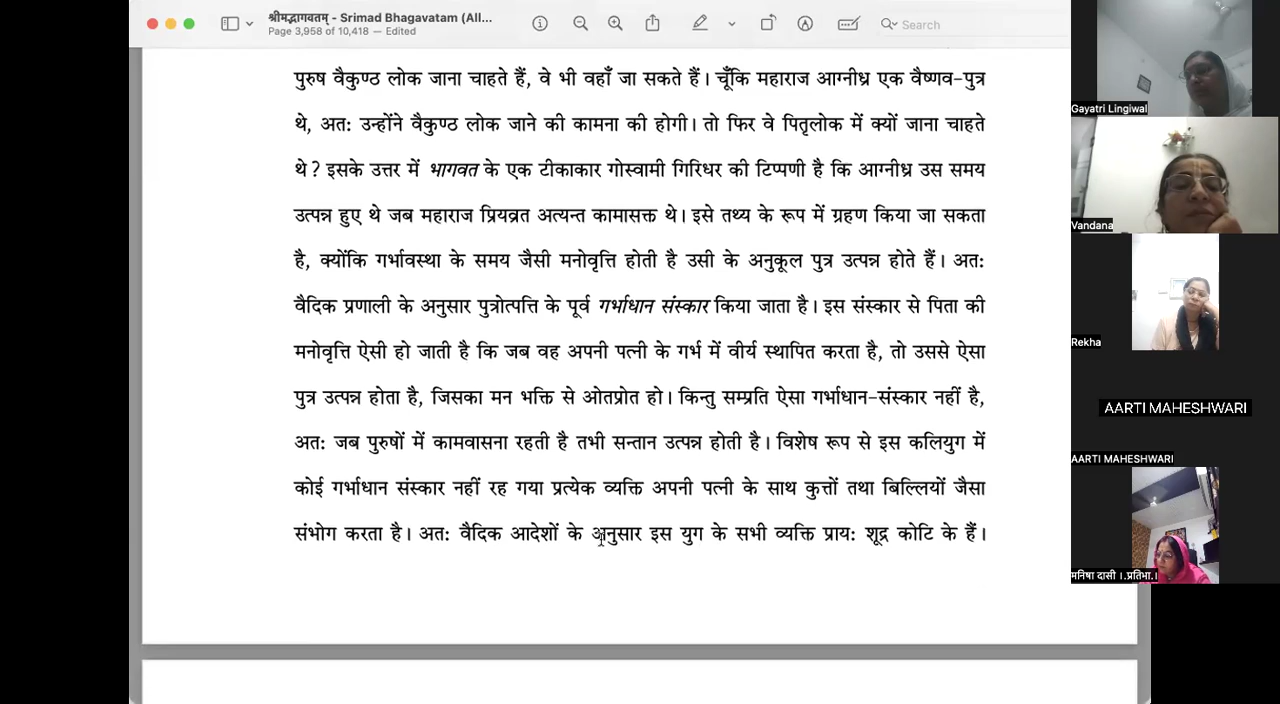 श्रीमद्भागवतम् - Srimad Bhagavatam (All...
Page 3,958 of 10,418 — Edited
Search
पुरुष वैकुण्ठ लोक जाना चाहते हैं, वे भी वहाँ जा सकते हैं। चूँकि महाराज आग्नीध्र एक वैष्णव-पुत्र
थे, अतः उन्होंने वैकुण्ठ लोक जाने की कामना की होगी। तो फिर वे पितृलोक में क्यों जाना चाहते
थे? इसके उत्तर में भागवत के एक टीकाकार गोस्वामी गिरिधर की टिप्पणी है कि आग्नीध्र उस समय
उत्पन्न हुए थे जब महाराज प्रियव्रत अत्यन्त कामासक्त थे। इसे तथ्य के रूप में ग्रहण किया जा सकता
है, क्योंकि गर्भावस्था के समय जैसी मनोवृत्ति होती है उसी के अनुकूल पुत्र उत्पन्न होते हैं। अतः
वैदिक प्रणाली के अनुसार पुत्रोत्पत्ति के पूर्व गर्भाधान संस्कार किया जाता है। इस संस्कार से पिता की
मनोवृत्ति ऐसी हो जाती है कि जब वह अपनी पत्नी के गर्भ में वीर्य स्थापित करता है, तो उससे ऐसा
पुत्र उत्पन्न होता है, जिसका मन भक्ति से ओतप्रोत हो। किन्तु सम्प्रति ऐसा गर्भाधान-संस्कार नहीं है,
अतः जब पुरुषों में कामवासना रहती है तभी सन्तान उत्पन्न होती है। विशेष रूप से इस कलियुग में
कोई गर्भाधान संस्कार नहीं रह गया प्रत्येक व्यक्ति अपनी पत्नी के साथ कुत्तों तथा बिल्लियों जैसा
संभोग करता है। अतः वैदिक आदेशों के अनुसार इस युग के सभी व्यक्ति प्रायः शूद्र कोटि के हैं।
Gayatri Lingiwal
Vandana
Rekha
AARTI MAHESHWARI
AARTI MAHESHWARI
मनिषा दासी ।.प्रतिभा.।